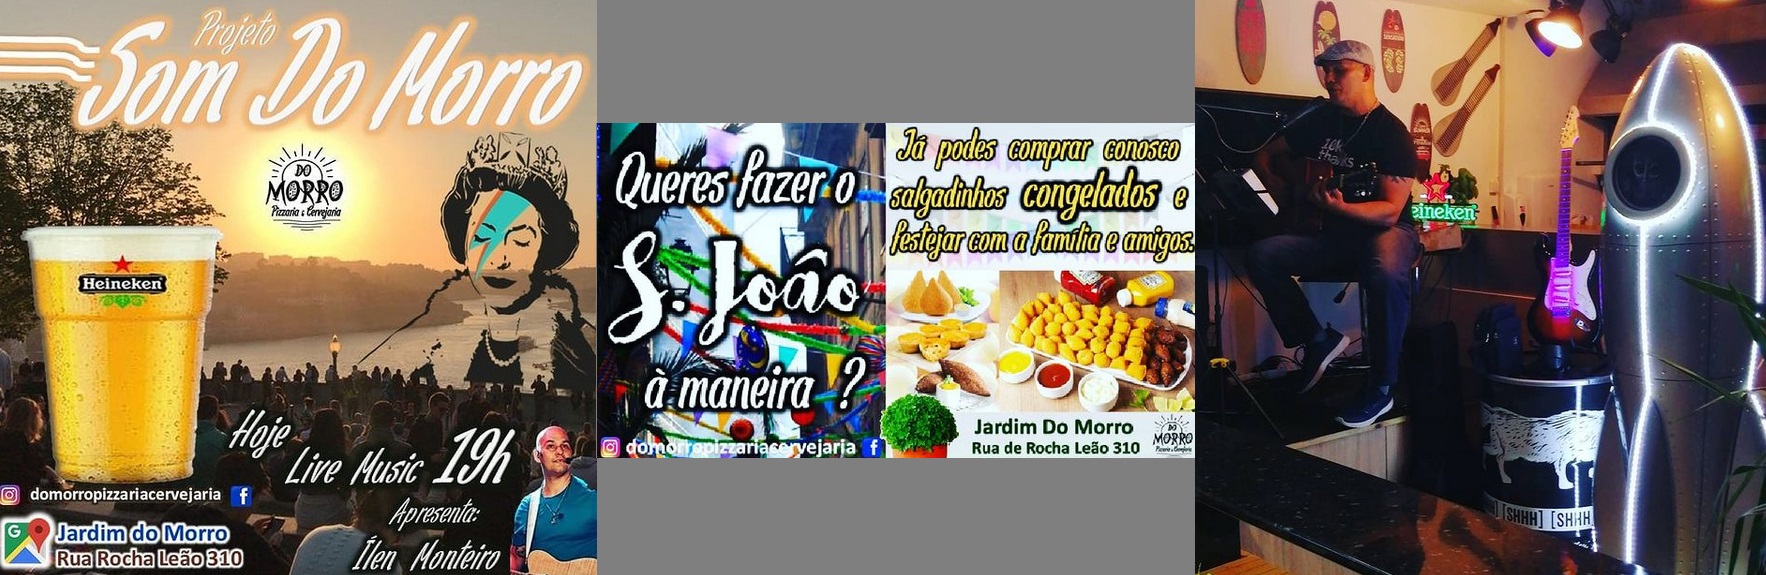 Projeto
Som Do Morro
DO
MORRO
Pizzaria & Cervejaria
Heineken
Hoje
Live Music 19h
Apresenta:
Ílen Monteiro
domorropizzariacervejaria
G
Jardim do Morro
Rua Rocha Leão 310
Queres fazer o
S. João
à maneira ?
domorropizzariacervejaria
Já podes comprar conosco
salgadinhos congelados e
festejar com a família e amigos.
Jardim Do Morro
Rua de Rocha Leão 310
DO
MORRO
Pizzaria & Cervejaria
thanks
eineken
[SHHH] [SHHH